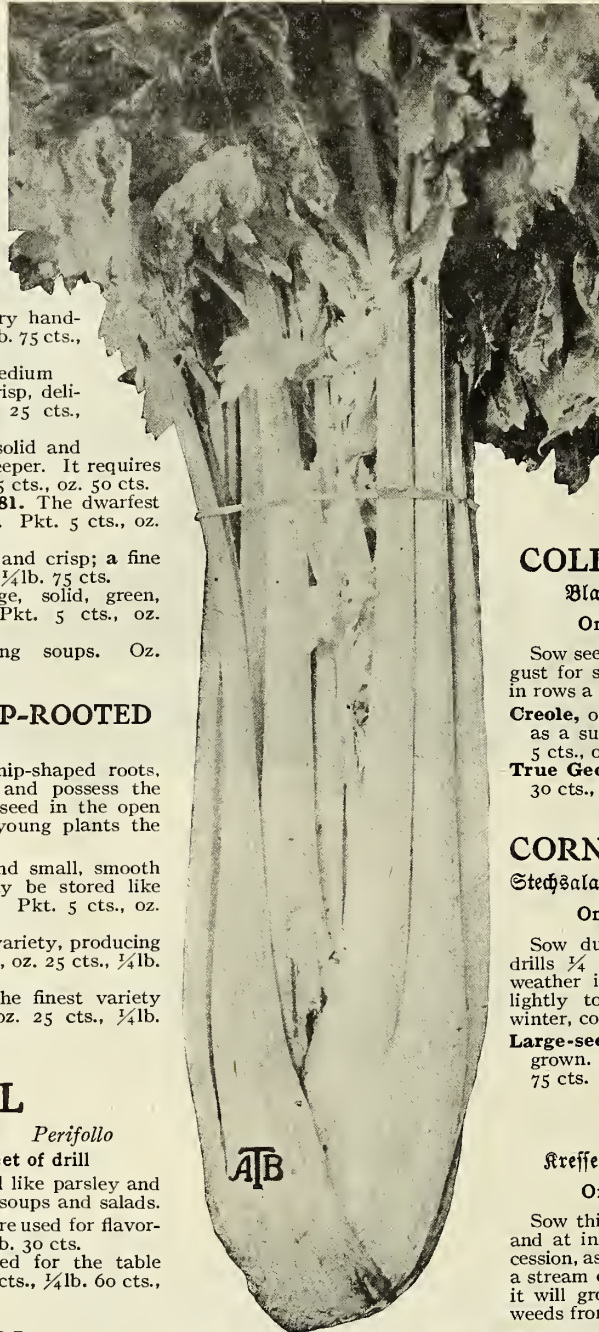 ry hand-
b. 75 cts.,
edium
risp, deli-
25 cts.,
solid and
eeper. It requires
5 cts., oz. 50 cts.
81. The dwarfest
. Pkt. 5 cts., oz.
and crisp; a fine
¼lb. 75 cts.
ge, solid, green,
Pkt. 5 cts., oz.
ng soups. Oz.
P-ROOTED
nip-shaped roots,
and possess the
seed in the open
young plants the
nd small, smooth
y be stored like
Pkt. 5 cts., oz.
variety, producing
, oz. 25 cts., ¼lb.
he finest variety
oz. 25 cts., ¼lb.
L
Perifollo
eet of drill
l like parsley and
soups and salads.
re used for flavor-
b. 30 cts.
ed for the table
cts., ¼lb. 60 cts.,
ATB
COLL
Bla
On
Sow see
gust for s
in rows a
Creole, o
as a su
5 cts., o
True Geo
30 cts.,
CORN
Stechsala
On
Sow du
drills ¼
weather i
lightly to
winter, co
Large-see
grown.
75 cts.
Kresse
O
Sow thi
and at in
cession, as
a stream o
it will gro
weeds fro